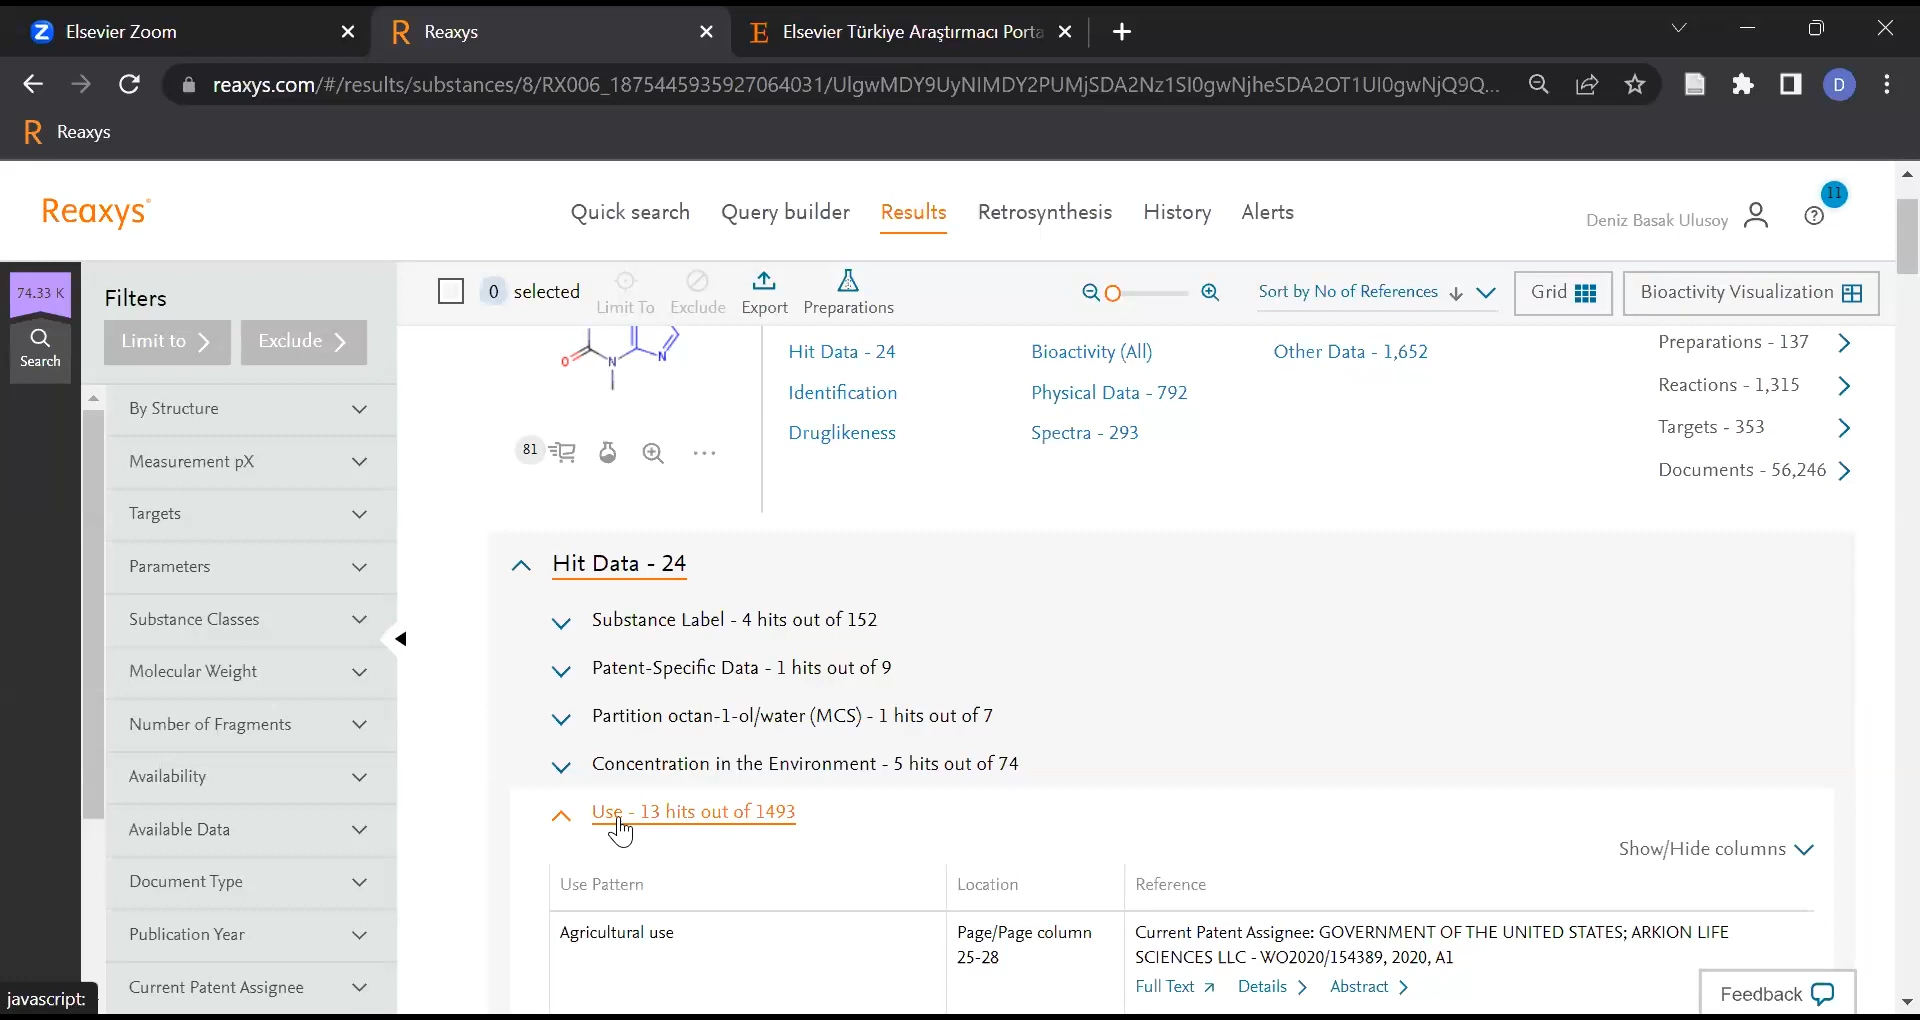 Elsevier Zoom
Reaxys
Elsevier Türkiye Araştırmacı Porta
reaxys.com/#/results/substances/8/RX006_1875445935927064031/UlgwMDY9UyNIMDY2PUMjSDA2Nz1SI0gwNjheSDA2OT1UI0gwNjQ9Q...
D
Reaxys
Reaxys
Quick search
Query builder
Results
Retrosynthesis
History
Alerts
Deniz Basak Ulusoy
11
74.33 K
Search
Filters
Limit to
Exclude
0 selected
Limit To
Exclude
Export
Preparations
Sort by No of References
Grid
Bioactivity Visualization
By Structure
Measurement pX
Targets
Parameters
Substance Classes
Molecular Weight
Number of Fragments
Availability
Available Data
Document Type
Publication Year
Current Patent Assignee
O
N
N
81
Hit Data - 24
Identification
Druglikeness
Bioactivity (All)
Physical Data - 792
Spectra - 293
Other Data - 1,652
Preparations - 137
Reactions - 1,315
Targets - 353
Documents - 56,246
Hit Data - 24
Substance Label - 4 hits out of 152
Patent-Specific Data - 1 hits out of 9
Partition octan-1-ol/water (MCS) - 1 hits out of 7
Concentration in the Environment - 5 hits out of 74
Use - 13 hits out of 1493
Show/Hide columns
Use Pattern
Location
Reference
Agricultural use
Page/Page column
25-28
Current Patent Assignee: GOVERNMENT OF THE UNITED STATES; ARKION LIFE
SCIENCES LLC - WO2020/154389, 2020, A1
Full Text
Details
Abstract
Feedback
javascript: